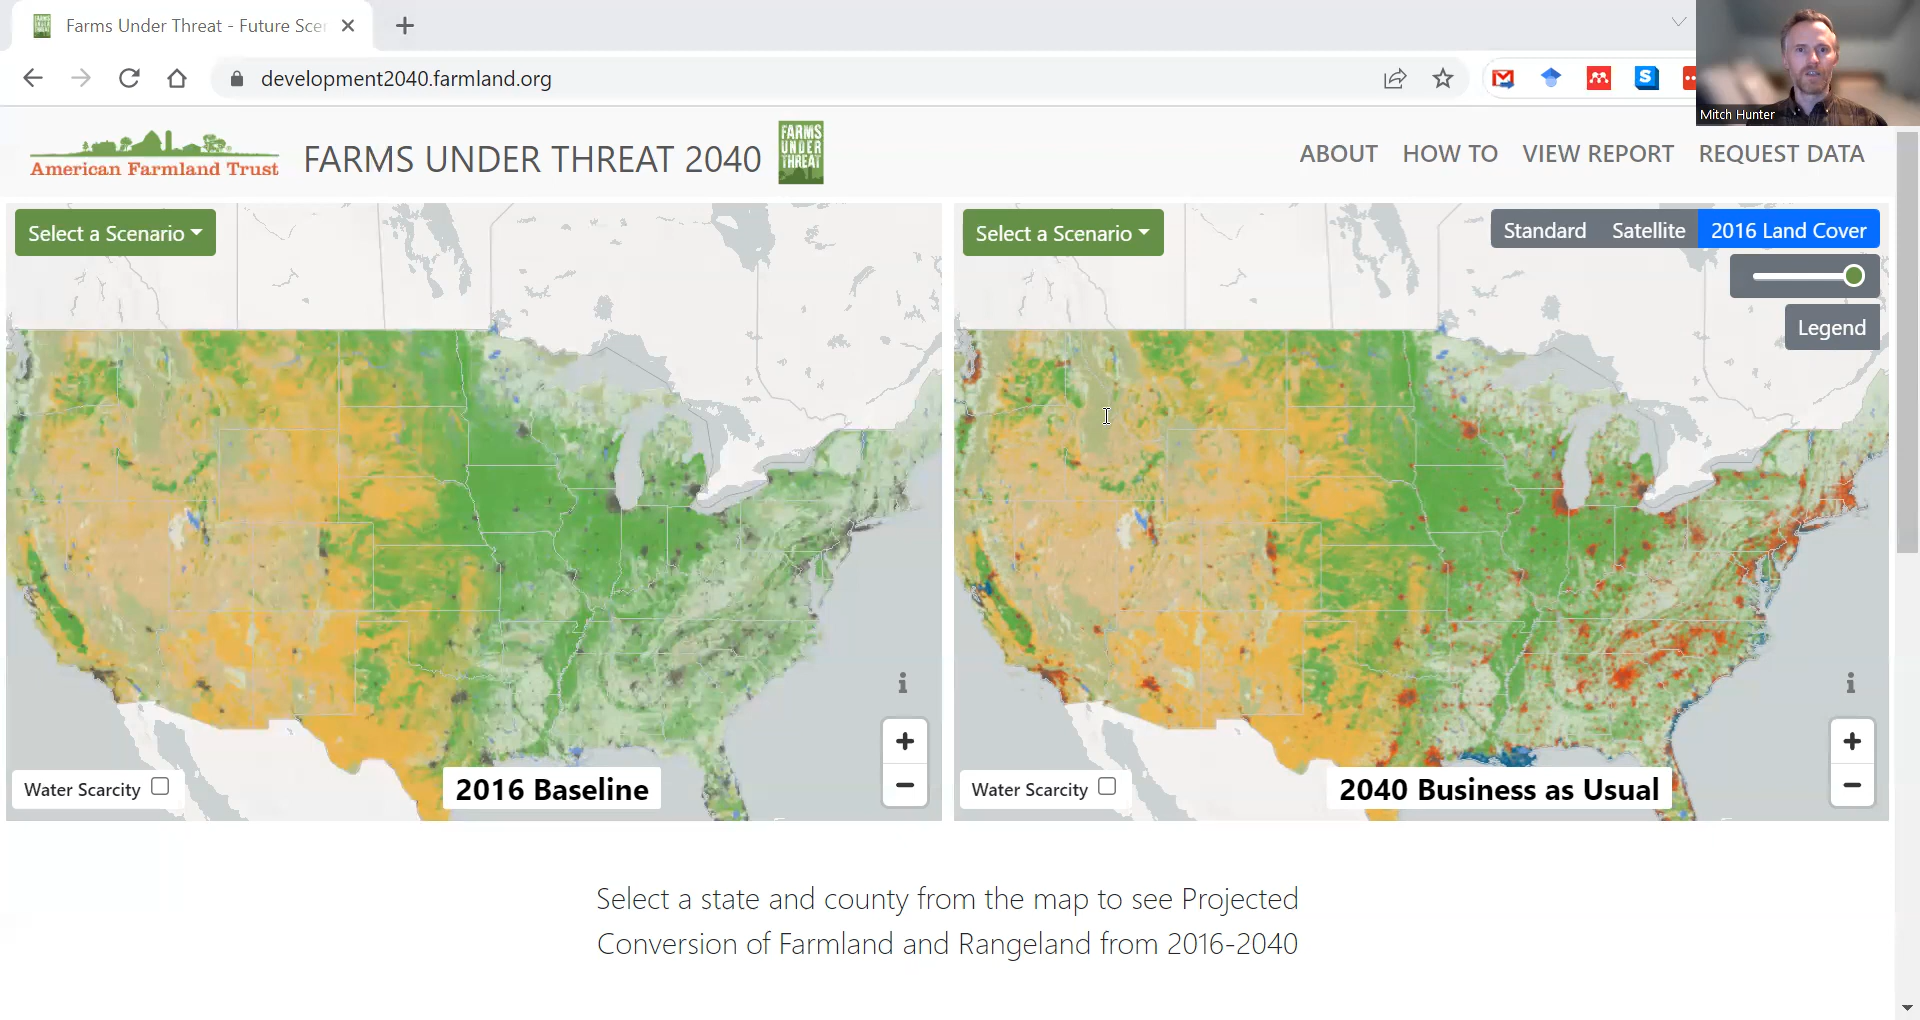 Farms Under Threat - Future Sce
development2040.farmland.org
Mitch Hunter
American Farmland Trust
FARMS UNDER THREAT 2040
FARMS
UNDER
THREAT
ABOUT
HOW TO
VIEW REPORT
REQUEST DATA
Select a Scenario
Select a Scenario
Standard
Satellite
2016 Land Cover
Legend
Water Scarcity
2016 Baseline
Water Scarcity
2040 Business as Usual
Select a state and county from the map to see Projected
Conversion of Farmland and Rangeland from 2016-2040